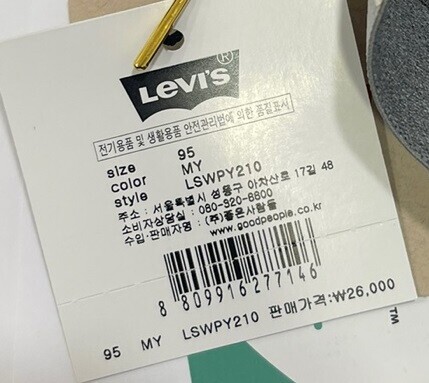 Levi's®
전기용품 및 생활용품 안전관리법에 의한 품질표시
size 95
color MY
style LSWPY210
주소 : 서울특별시 성동구 아차산로 17길 48
소비자상담실 : 080-920-8800
수입·판매자명 : (주)좋은사람들
www.goodpeople.co.kr
8 809916 277146
95 MY LSWPY210 판매가격:₩26,000
TM